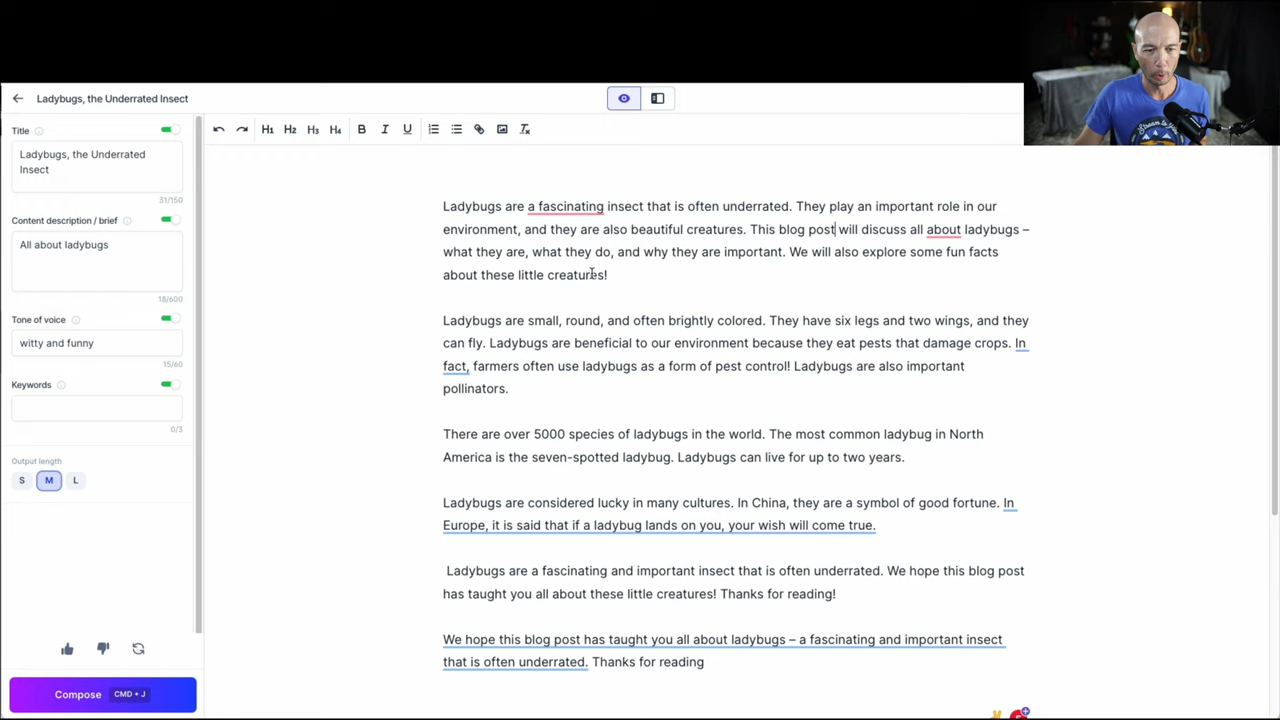 Ladybugs, the Underrated Insect
Title
Ladybugs, the Underrated
Insect
31/150
Content description / brief
All about ladybugs
18/600
Tone of voice
witty and funny
15/60
Keywords
0/3
Output length
S M L
Compose CMD + J
H1 H2 H3 H4 B I U
Ladybugs are a fascinating insect that is often underrated. They play an important role in our
environment, and they are also beautiful creatures. This blog post will discuss all about ladybugs –
what they are, what they do, and why they are important. We will also explore some fun facts
about these little creatures!
Ladybugs are small, round, and often brightly colored. They have six legs and two wings, and they
can fly. Ladybugs are beneficial to our environment because they eat pests that damage crops. In
fact, farmers often use ladybugs as a form of pest control! Ladybugs are also important
pollinators.
There are over 5000 species of ladybugs in the world. The most common ladybug in North
America is the seven-spotted ladybug. Ladybugs can live for up to two years.
Ladybugs are considered lucky in many cultures. In China, they are a symbol of good fortune. In
Europe, it is said that if a ladybug lands on you, your wish will come true.
Ladybugs are a fascinating and important insect that is often underrated. We hope this blog post
has taught you all about these little creatures! Thanks for reading!
We hope this blog post has taught you all about ladybugs – a fascinating and important insect
that is often underrated. Thanks for reading